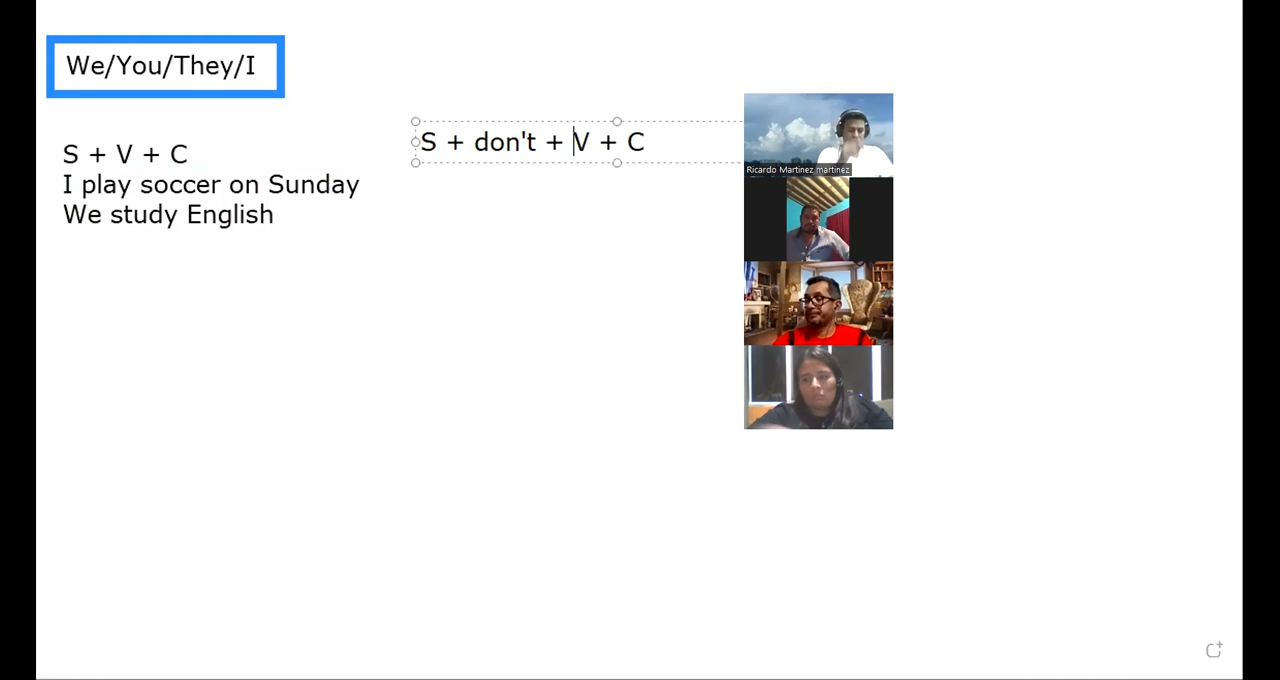 We/You/They/I
S + V + C
I play soccer on Sunday
We study English
S + don't + V + C
Ricardo Martinez martinez